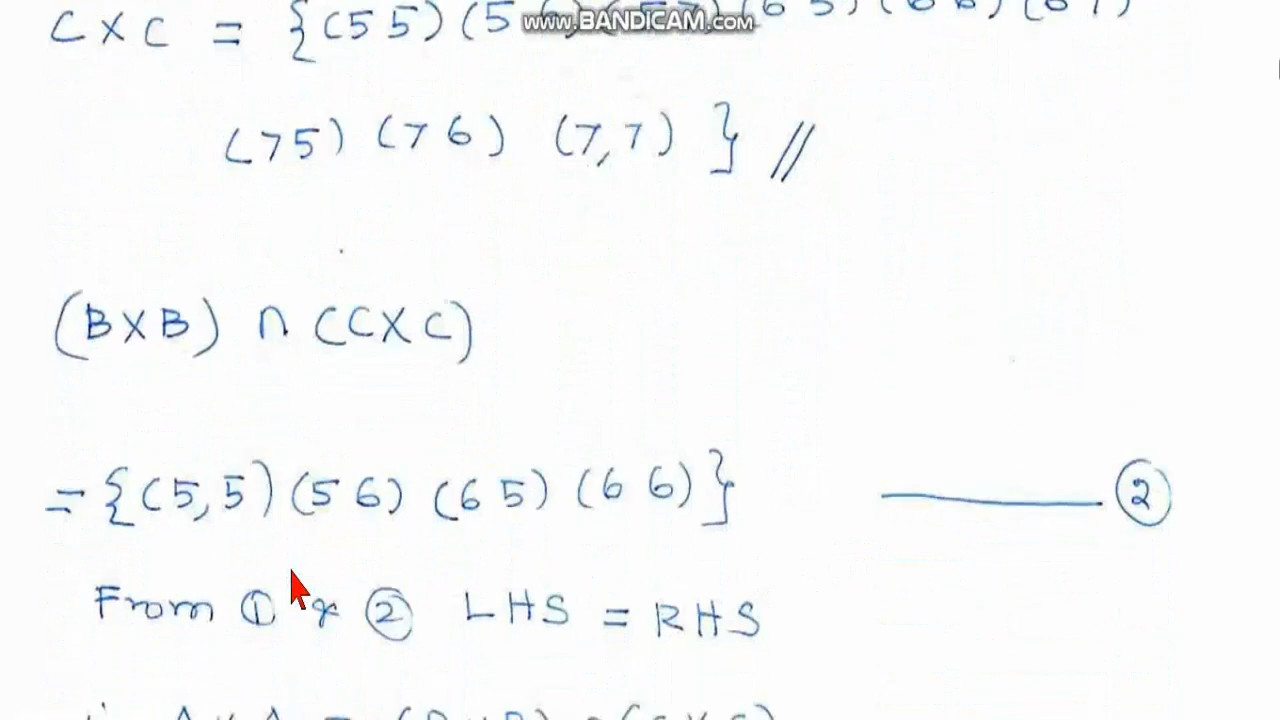 C X C = {(5 5) (5
www.BANDICAM.com
(7 5) (7 6) (7,7) } //
(B X B) ∩ (C X C)
= {(5,5) (5 6) (6 5) (6 6)} ——— ②
From ① & ② LHS = RHS